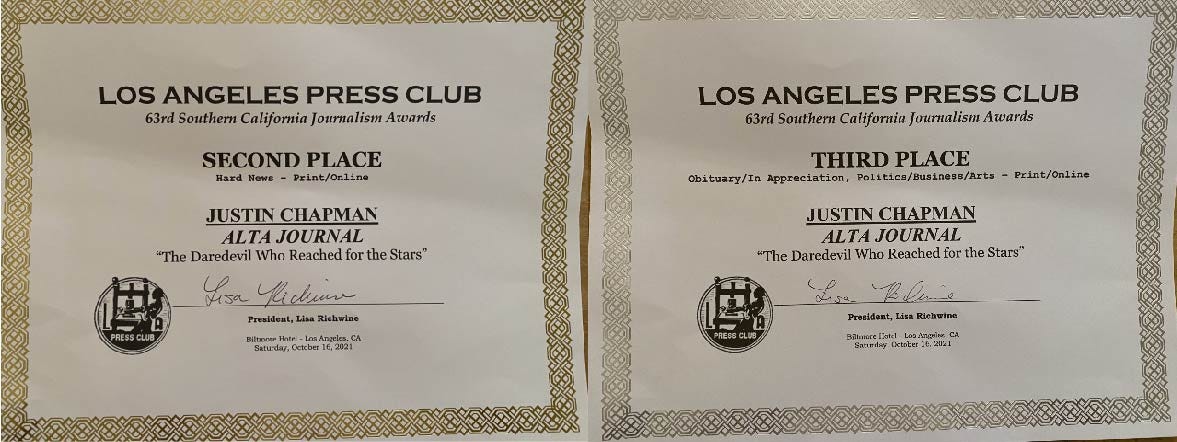 LOS ANGELES PRESS CLUB
63rd Southern California Journalism Awards
SECOND PLACE
Hard News - Print/Online
JUSTIN CHAPMAN
ALTA JOURNAL
"The Daredevil Who Reached for the Stars"
Lisa Richwine
PRESS CLUB
President, Lisa Richwine
Biltmore Hotel - Los Angeles, CA
Saturday, October 16, 2021
LOS ANGELES PRESS CLUB
63rd Southern California Journalism Awards
THIRD PLACE
Obituary/In Appreciation, Politics/Business/Arts - Print/Online
JUSTIN CHAPMAN
ALTA JOURNAL
"The Daredevil Who Reached for the Stars"
Lisa Richwine
PRESS CLUB
President, Lisa Richwine
Biltmore Hotel - Los Angeles, CA
Saturday, October 16, 2021